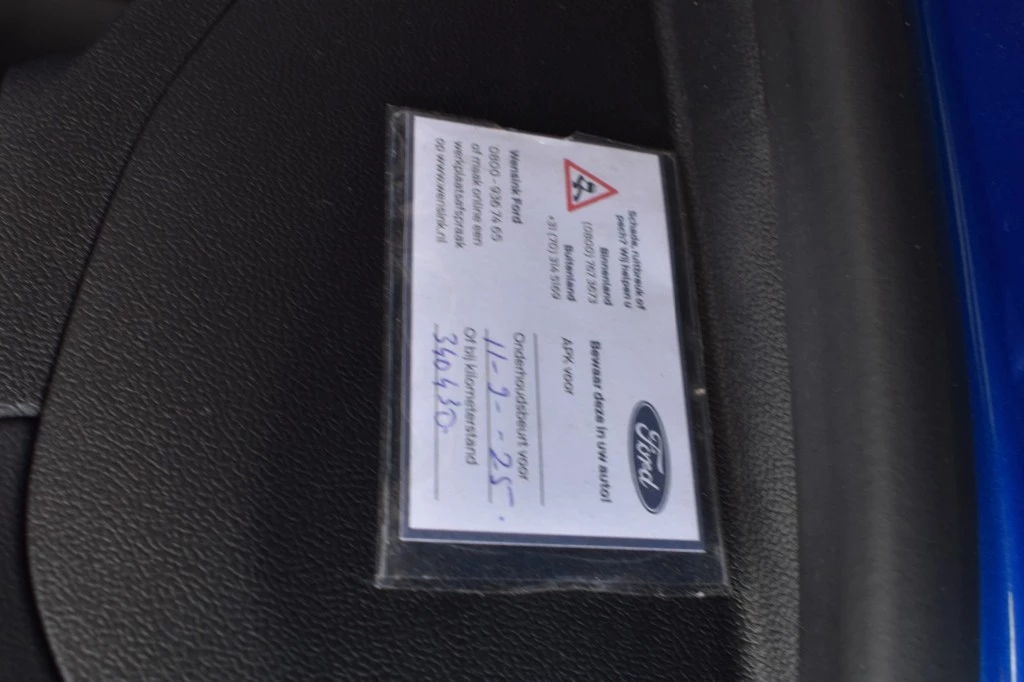 Schade, ruitbreuk of
pech? Wij helpen u
Binnenland
(0800) 767 3673
Buitenland
+31 (70) 314 5169
Wensink Ford
0800 - 936 74 65
of maak online een
werkplaatsafspraak
op www.wensink.nl
Ford
Bewaar deze in uw auto!
APK voor
Onderhoudsbeurt voor
11-9--25.
Of bij kilometerstand
340430.